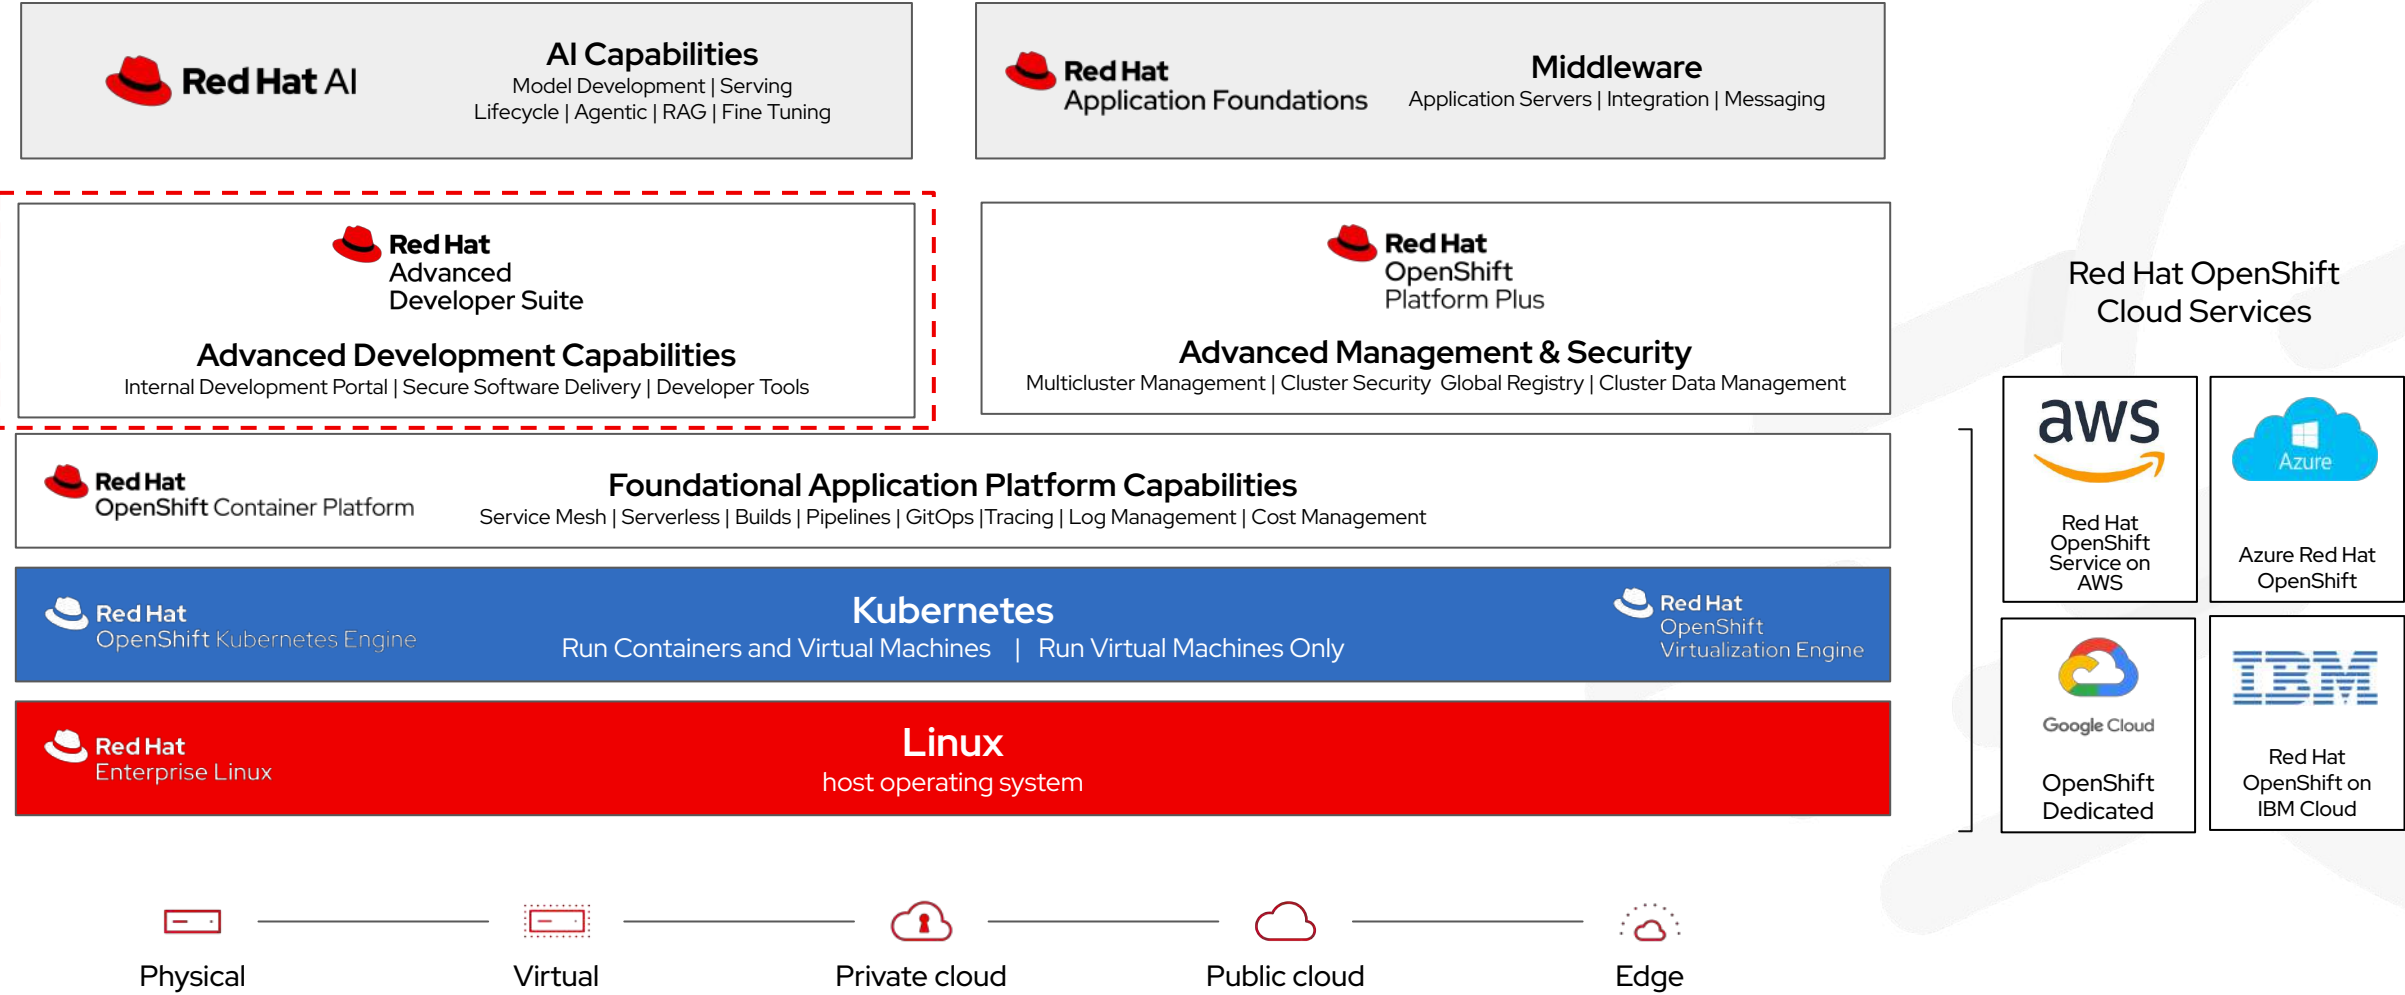 Red Hat AI
AI Capabilities
Model Development | Serving
Lifecycle | Agentic | RAG | Fine Tuning
Red Hat
Application Foundations
Middleware
Application Servers | Integration | Messaging
Red Hat
Advanced
Developer Suite
Advanced Development Capabilities
Internal Development Portal | Secure Software Delivery | Developer Tools
Red Hat
OpenShift
Platform Plus
Advanced Management & Security
Multicluster Management | Cluster Security  Global Registry | Cluster Data Management
Red Hat
OpenShift Container Platform
Foundational Application Platform Capabilities
Service Mesh | Serverless | Builds | Pipelines | GitOps |Tracing | Log Management | Cost Management
Red Hat
OpenShift Kubernetes Engine
Kubernetes
Run Containers and Virtual Machines | Run Virtual Machines Only
Red Hat
OpenShift
Virtualization Engine
Red Hat
Enterprise Linux
Linux
host operating system
Red Hat OpenShift
Cloud Services
aws
Red Hat
OpenShift
Service on
AWS
Azure
Azure Red Hat
OpenShift
Google Cloud
OpenShift
Dedicated
IBM
Red Hat
OpenShift on
IBM Cloud
Physical
Virtual
Private cloud
Public cloud
Edge